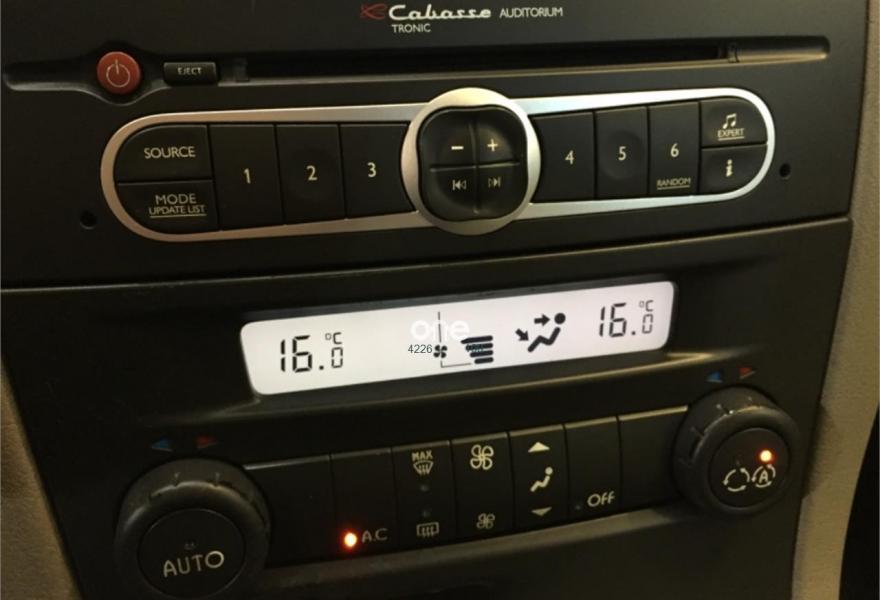 Cabasse AUDITORIUM
TRONIC
EJECT
SOURCE
MODE
UPDATE LIST
1
2
3
- +
4
5
6
RANDOM
EXPERT
i
16.0 °C
one
4226
16.0 °C
MAX
A.C
OFF
AUTO
A